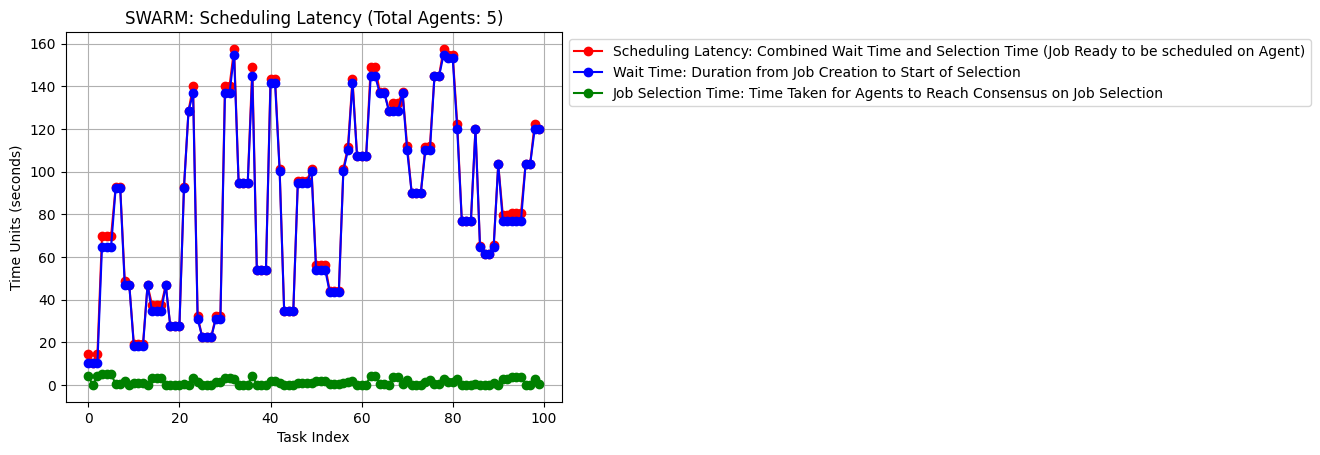 SWARM: Scheduling Latency (Total Agents: 5)
Scheduling Latency: Combined Wait Time and Selection Time (Job Ready to be scheduled on Agent)
Wait Time: Duration from Job Creation to Start of Selection
Job Selection Time: Time Taken for Agents to Reach Consensus on Job Selection
Time Units (seconds)
160
140
120
100
80
60
40
20
0
0 20 40 60 80 100
Task Index